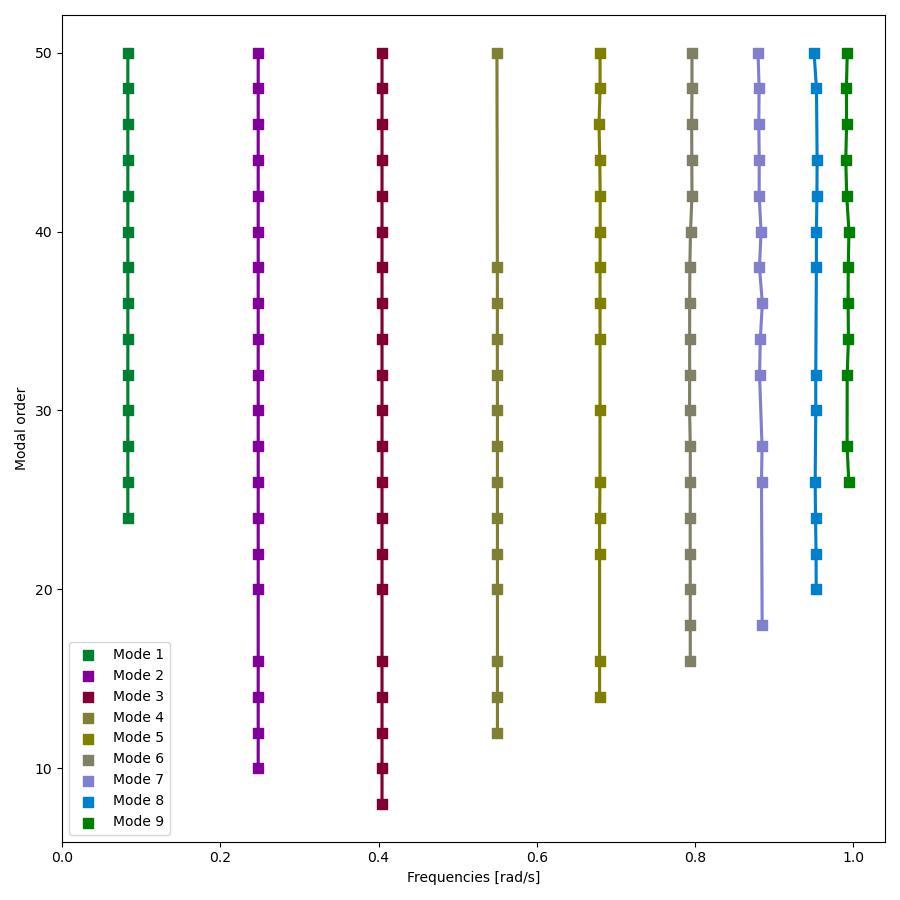 50
40
30
20
10
Modal order
Mode 1
Mode 2
Mode 3
Mode 4
Mode 5
Mode 6
Mode 7
Mode 8
Mode 9
0.0 0.2 0.4 0.6 0.8 1.0
Frequencies [rad/s]